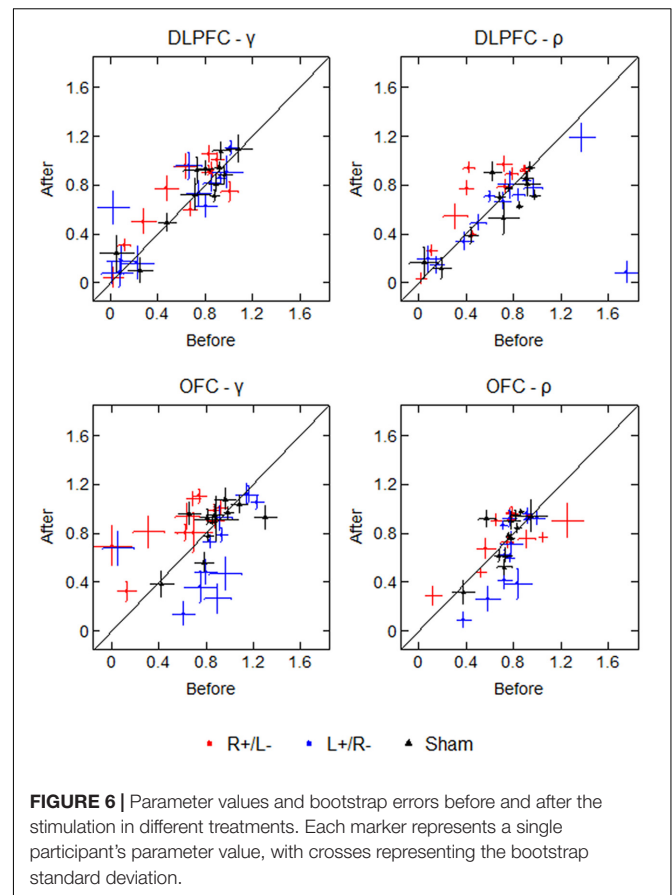 DLPFC - γ DLPFC - ρ
1.6 1.6
1.2 1.2
After 0.8 After 0.8
0.4 0.4
0 0
0 0.4 0.8 1.2 1.6 0 0.4 0.8 1.2 1.6
Before Before
OFC - γ OFC - ρ
1.6 1.6
1.2 1.2
After 0.8 After 0.8
0.4 0.4
0 0
0 0.4 0.8 1.2 1.6 0 0.4 0.8 1.2 1.6
Before Before
R+/L- L+/R- Sham
FIGURE 6 | Parameter values and bootstrap errors before and after the
stimulation in different treatments. Each marker represents a single
participant's parameter value, with crosses representing the bootstrap
standard deviation.